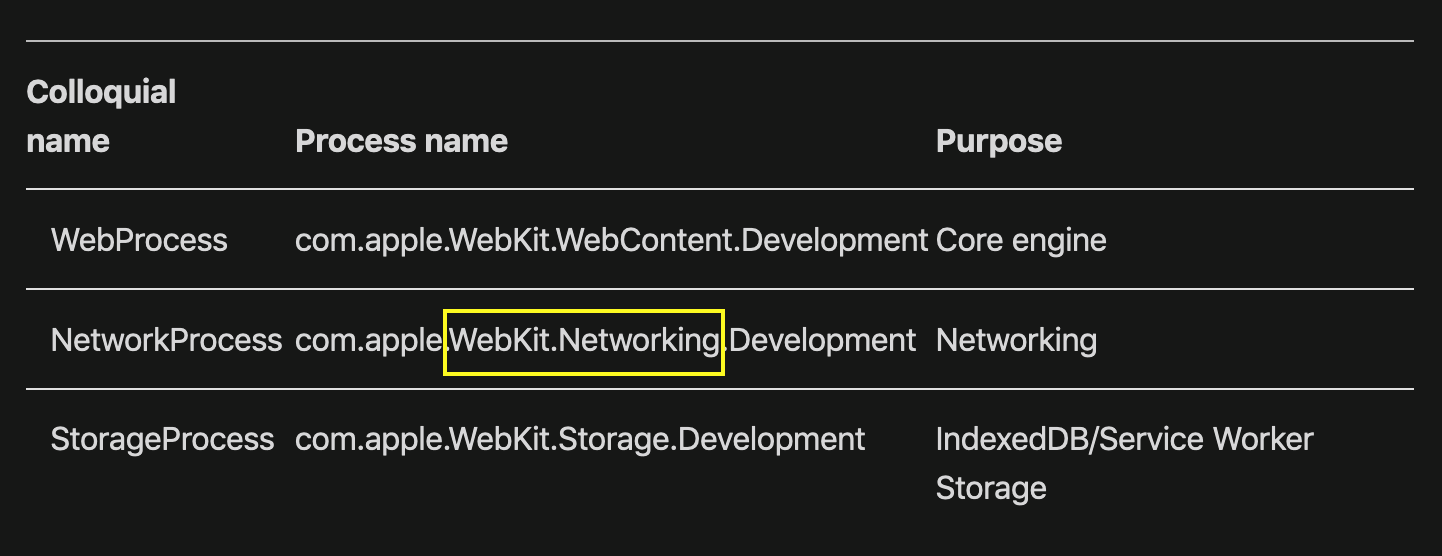 Colloquial
name Process name Purpose
WebProcess com.apple.WebKit.WebContent.Development Core engine
NetworkProcess com.apple.WebKit.Networking.Development Networking
StorageProcess com.apple.WebKit.Storage.Development IndexedDB/Service Worker
Storage